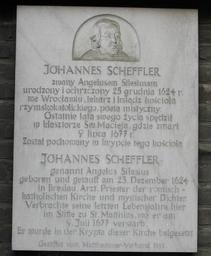 JOHANNES SCHEFFLER
zwany Angelusem Silesiusem
urodzony i ochrzczony 25 grudnia 1624 r.
we Wrocławiu, lekarz i ksiądz kościoła
rzymskokatolickiego, poeta mistyczny.
Ostatnie lata swego życia spędził
w klasztorze Św. Macieja, gdzie zmarł
9 lipca 1677 r.
Został pochowany w krypcie tego kościoła
JOHANNES SCHEFFLER
genannt Angelus Silesius
geboren und getauft am 25. Dezember 1624
in Breslau. Arzt, Priester der römisch-
katholischen Kirche und mystischer Dichter
Verbrachte seine letzten Lebensjahre hier
im Stifte zu St. Matthias, wo er am
9. Juli 1677 verstarb.
Er wurde in der Krypta dieser Kirche beigesetzt
Gestiftet vom